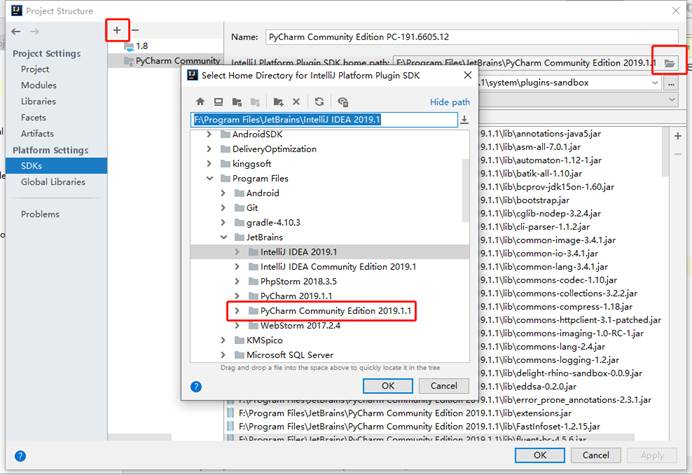 Project Structure
Project Settings
Project
Modules
Libraries
Facets
Artifacts
Platform Settings
SDKs
Global Libraries
Problems
1.8
PyCharm Community
Name: PyCharm Community Edition PC-191.6605.12
IntelliJ Platform Plugin SDK home path: F:\Program Files\JetBrains\PyCharm Community Edition 2019.1.1
.1\system\plugins-sandbox
Select Home Directory for IntelliJ Platform Plugin SDK
Hide path
F:\Program Files\JetBrains\IntelliJ IDEA 2019.1
AndroidSDK
DeliveryOptimization
kinggsoft
Program Files
Android
Git
gradle-4.10.3
JetBrains
IntelliJ IDEA 2019.1
IntelliJ IDEA Community Edition 2019.1
PhpStorm 2018.3.5
PyCharm 2019.1.1
PyCharm Community Edition 2019.1.1
WebStorm 2017.2.4
KMSpico
Microsoft SQL Server
Drag and drop a file into the space above to quickly locate it in the tree
OK
Cancel
9.1.1\lib\annotations-java5.jar
9.1.1\lib\asm-all-7.0.1.jar
9.1.1\lib\automaton-1.12-1.jar
9.1.1\lib\batik-all-1.10.jar
9.1.1\lib\bcprov-jdk15on-1.60.jar
9.1.1\lib\bootstrap.jar
9.1.1\lib\cglib-nodep-3.2.4.jar
9.1.1\lib\cli-parser-1.1.2.jar
9.1.1\lib\common-image-3.4.1.jar
9.1.1\lib\common-io-3.4.1.jar
9.1.1\lib\common-lang-3.4.1.jar
9.1.1\lib\commons-codec-1.10.jar
9.1.1\lib\commons-collections-3.2.2.jar
9.1.1\lib\commons-compress-1.18.jar
9.1.1\lib\commons-httpclient-3.1-patched.jar
9.1.1\lib\commons-imaging-1.0-RC-1.jar
9.1.1\lib\commons-lang-2.4.jar
9.1.1\lib\commons-logging-1.2.jar
9.1.1\lib\delight-rhino-sandbox-0.0.9.jar
9.1.1\lib\eddsa-0.2.0.jar
9.1.1\lib\error_prone_annotations-2.3.1.jar
F:\Program Files\JetBrains\PyCharm Community Edition 2019.1.1\lib\extensions.jar
F:\Program Files\JetBrains\PyCharm Community Edition 2019.1.1\lib\FastInfoset-1.2.15.jar
F:\Program Files\JetBrains\PyCharm Community Edition 2019.1.1\lib\fluent-hc-4.5.6.jar
OK
Cancel
Apply